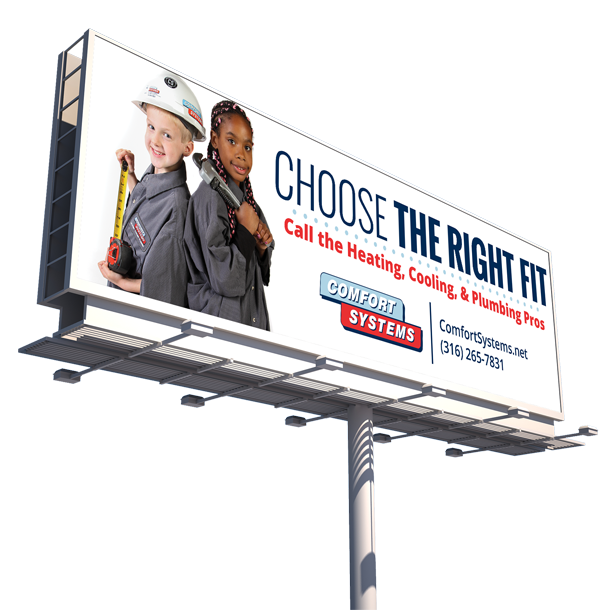 CHOOSE THE RIGHT FIT
Call the Heating, Cooling, & Plumbing Pros
COMFORT
SYSTEMS
ComfortSystems.net
(316) 265-7831